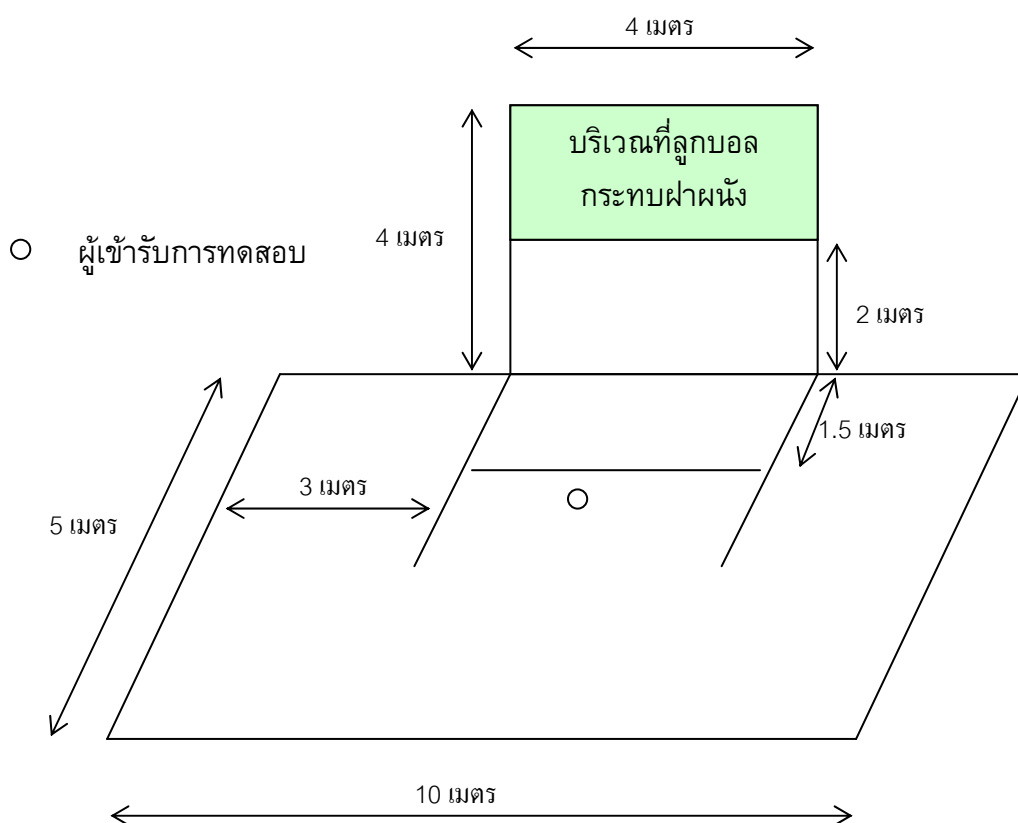 4 เมตร
บริเวณที่ลูกบอล
กระทบฝาผนัง
4 เมตร
ผู้เข้ารับการทดสอบ
2 เมตร
1.5 เมตร
3 เมตร
5 เมตร
10 เมตร